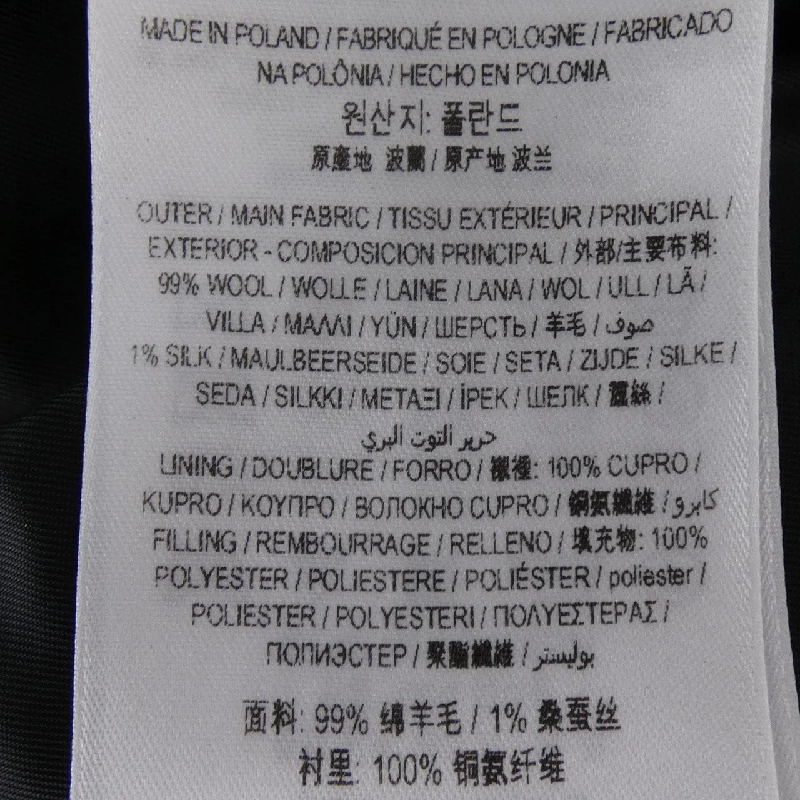 MADE IN POLAND / FABRIQUÉ EN POLOGNE / FABRICADO
NA POLÔNIA / HECHO EN POLONIA
원산지: 폴란드
原產地 波蘭 / 原产地 波兰
OUTER / MAIN FABRIC / TISSU EXTÉRIEUR / PRINCIPAL /
EXTERIOR - COMPOSICION PRINCIPAL / 外部/主要布料:
99% WOOL / WOLLE / LAINE / LANA / WOL / ULL / LÃ /
VILLA / ΜΑΛΛΙ / YÜN / ШЕРСТЬ / 羊毛 / صوف
1% SILK / MAULBEERSEIDE / SOIE / SETA / ZIJDE / SILKE /
SEDA / SILKKI / ΜΕΤΑΞΙ / İPEK / ШЕЛК / 蠶絲 /
حرير التوت البري
LINING / DOUBLURE / FORRO / 襯裡: 100% CUPRO /
KUPRO / ΚΟΥΠΡΟ / ВОЛОКНО CUPRO / 铜氨纖維 / كابرو
FILLING / REMBOURRAGE / RELLENO / 填充物: 100%
POLYESTER / POLIESTERE / POLIÉSTER / poliester /
POLIESTER / POLYESTERI / ΠΟΛΥΕΣΤΕΡΑΣ /
ПОЛИЭСТЕР / 聚酯纖維 / بوليستر
面料: 99% 绵羊毛 / 1% 桑蚕丝
衬里: 100% 铜氨纤维